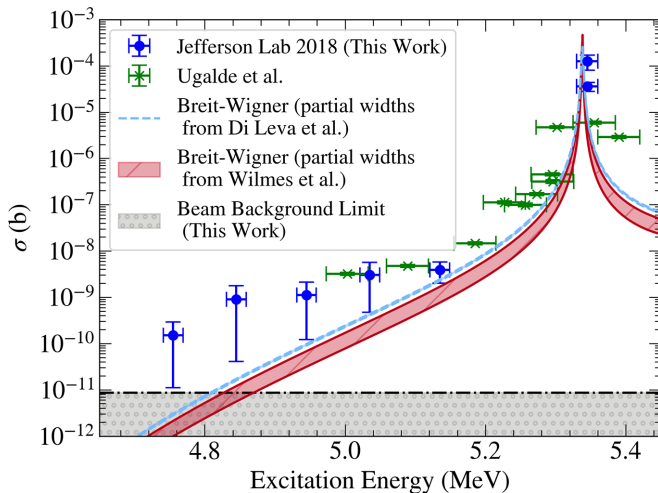 Jefferson Lab 2018 (This Work)
Ugalde et al.
Breit-Wigner (partial widths
from Di Leva et al.)
Breit-Wigner (partial widths
from Wilmes et al.)
Beam Background Limit
(This Work)
σ (b)
10⁻⁴
10⁻⁵
10⁻⁶
10⁻⁷
10⁻⁸
10⁻⁹
10⁻¹⁰
10⁻¹¹
10⁻¹²
4.8 5.0 5.2 5.4
Excitation Energy (MeV)